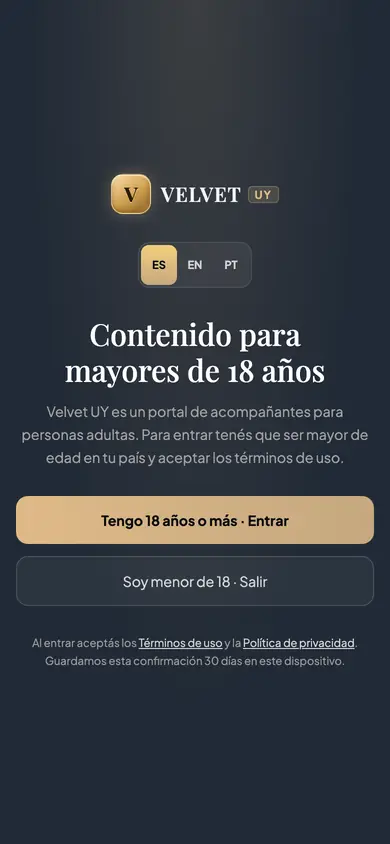 V VELVET UY
ES EN PT
Contenido para
mayores de 18 años
Velvet UY es un portal de acompañantes para
personas adultas. Para entrar tenés que ser mayor de
edad en tu país y aceptar los términos de uso.
Tengo 18 años o más · Entrar
Soy menor de 18 · Salir
Al entrar aceptás los Términos de uso y la Política de privacidad.
Guardamos esta confirmación 30 días en este dispositivo.